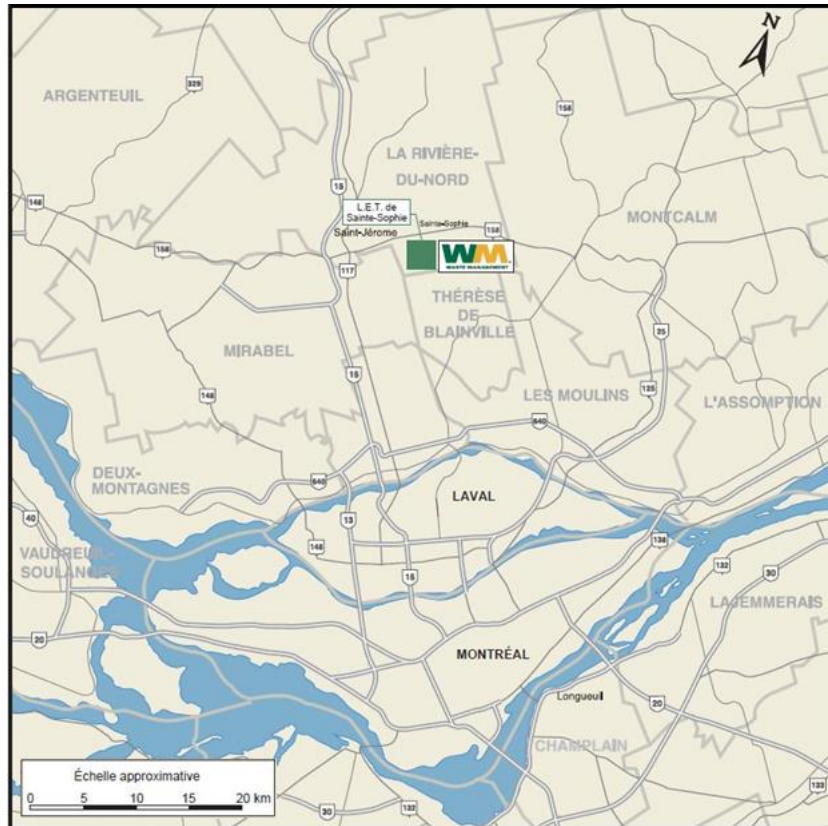 N
329
ARGENTEUIL
158
LA RIVIÈRE-
DU-NORD
148
15
L.E.T. de
Sainte-Sophie
Sainte-Sophie
Saint-Jérome
158
MONTCALM
158
WM
WASTE MANAGEMENT
117
THÉRÈSE
DE
BLAINVILLE
25
MIRABEL
15
148
LES MOULINS
125
L'ASSOMPTION
640
DEUX-
MONTAGNES
640
LAVAL
40
13
148
138
VAUDREUIL-
SOULANGES
15
132
30
LAJEMMERAIS
20
MONTRÉAL
Longueuil
20
CHAMPLAIN
Échelle approximative
0 5 10 15 20 km
30
132
133